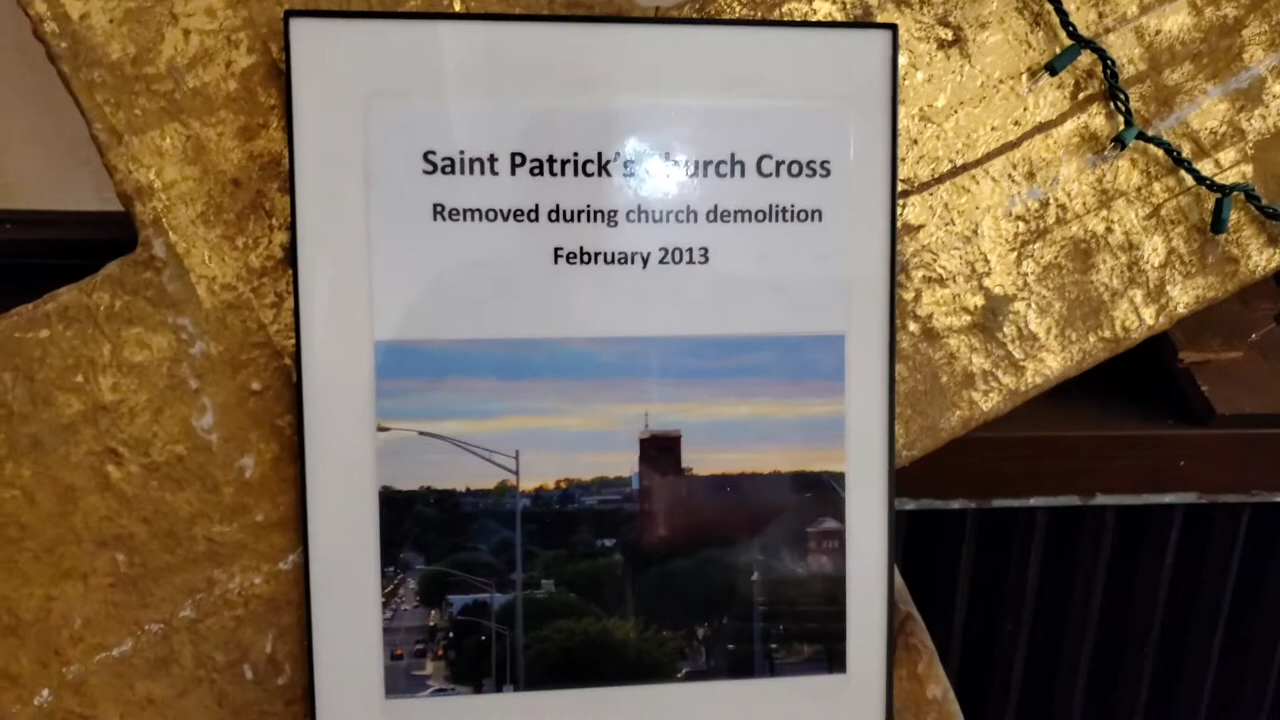 Saint Patrick's Church Cross
Removed during church demolition
February 2013